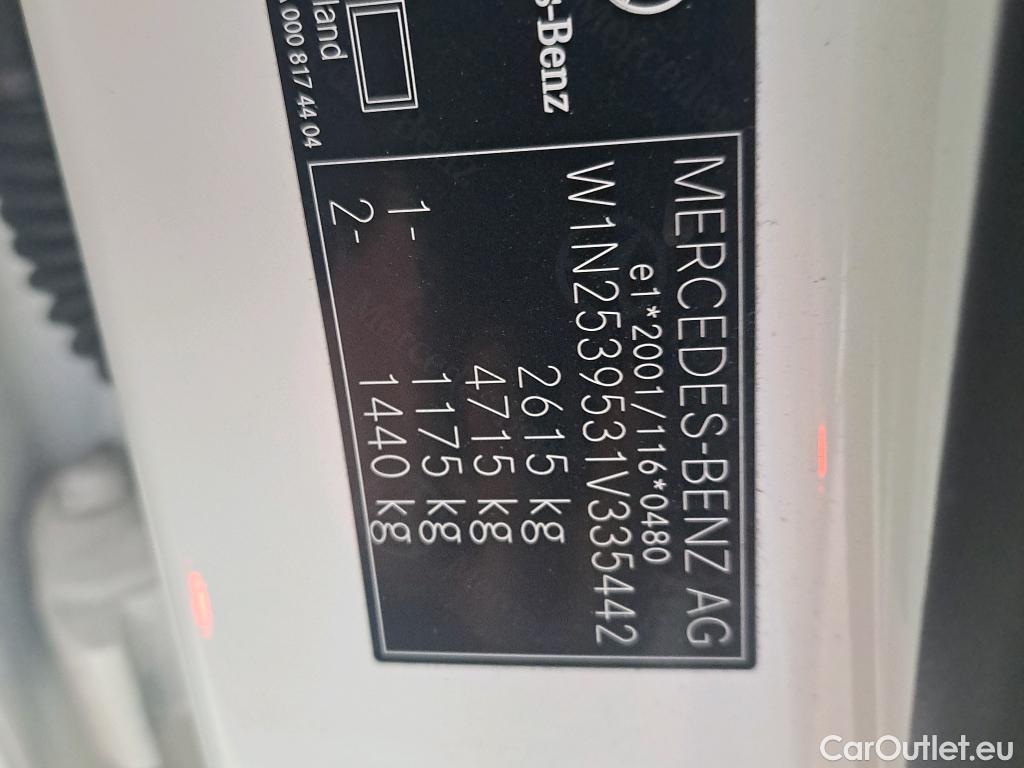 s-Benz
land
A 000 817 44 04
MERCEDES-BENZ AG
e1*2001/116*0480
W1N2539531V335442
2615 kg
4715 kg
1- 1175 kg
2- 1440 kg
CarOutlet.eu